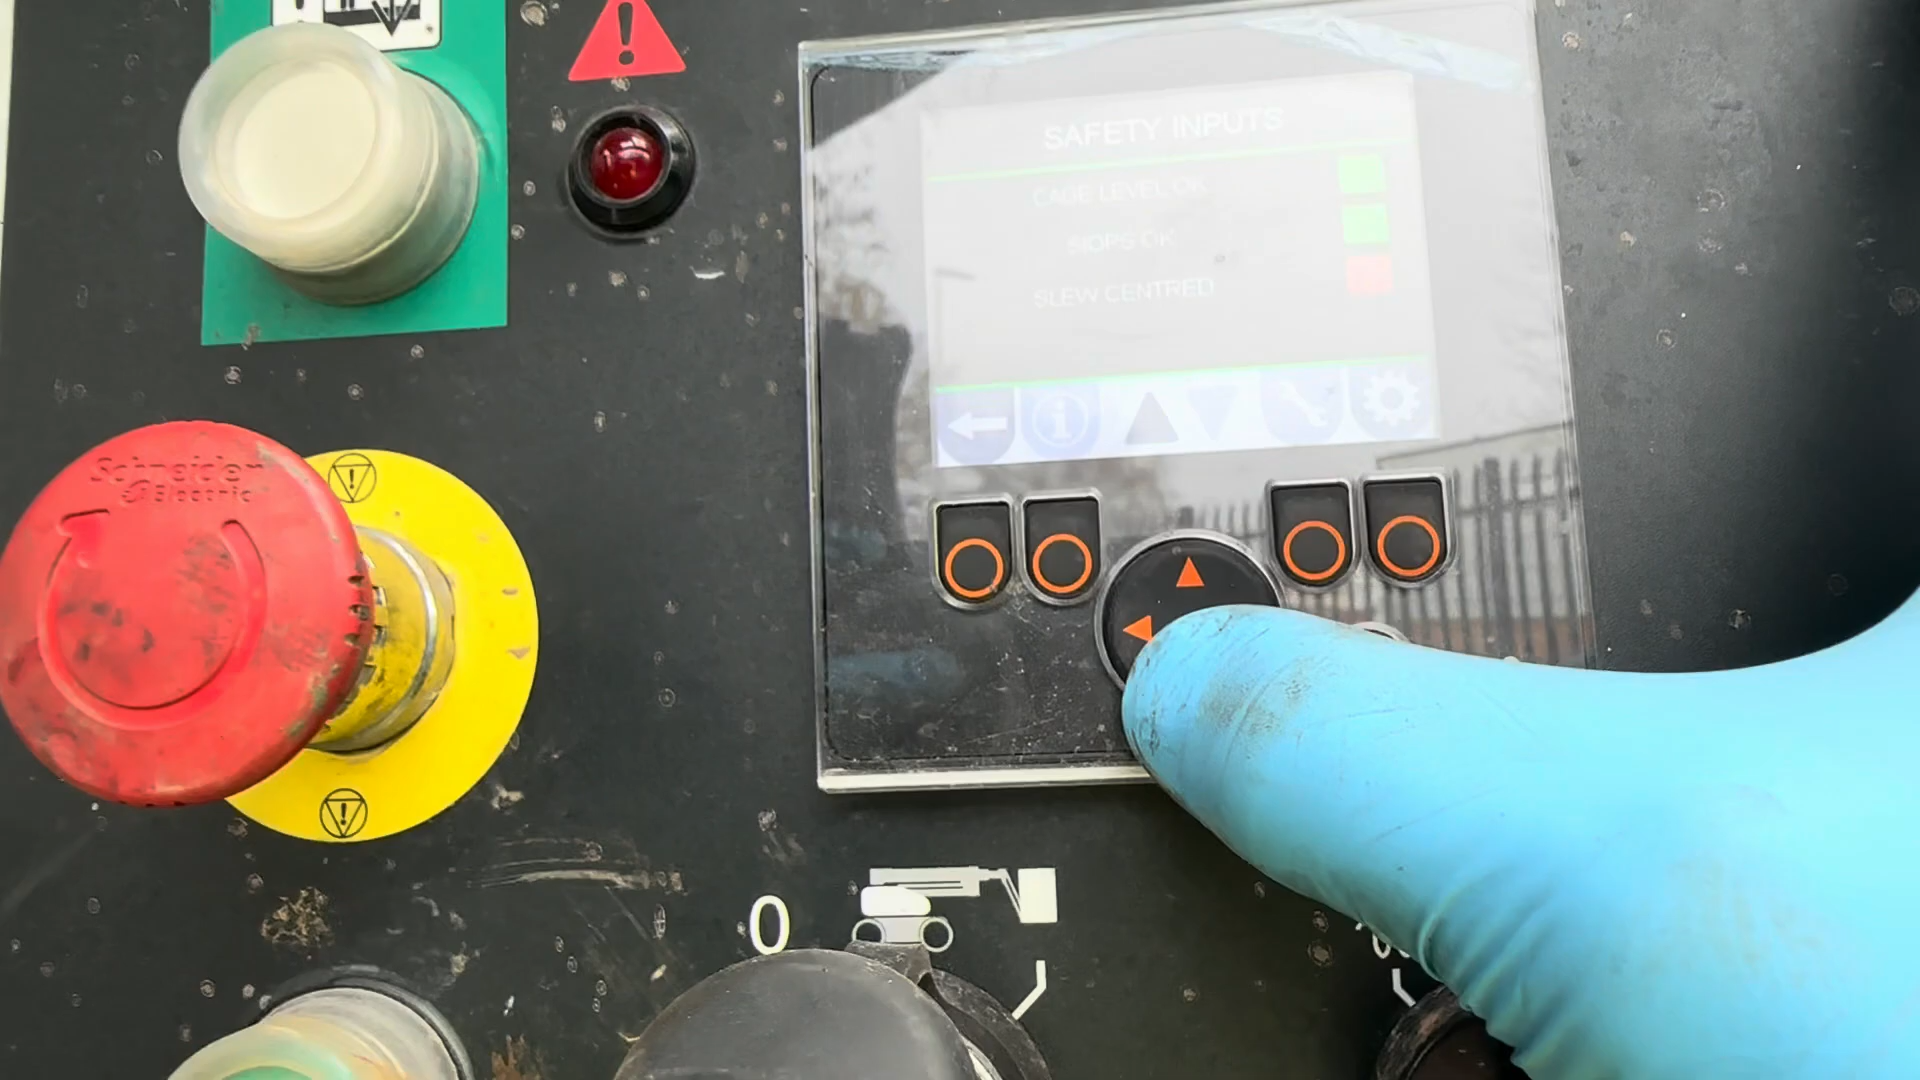 SAFETY INPUTS
CAGE LEVEL OK
SIOPS OK
SLEW CENTRED
Schneider
Electric
0